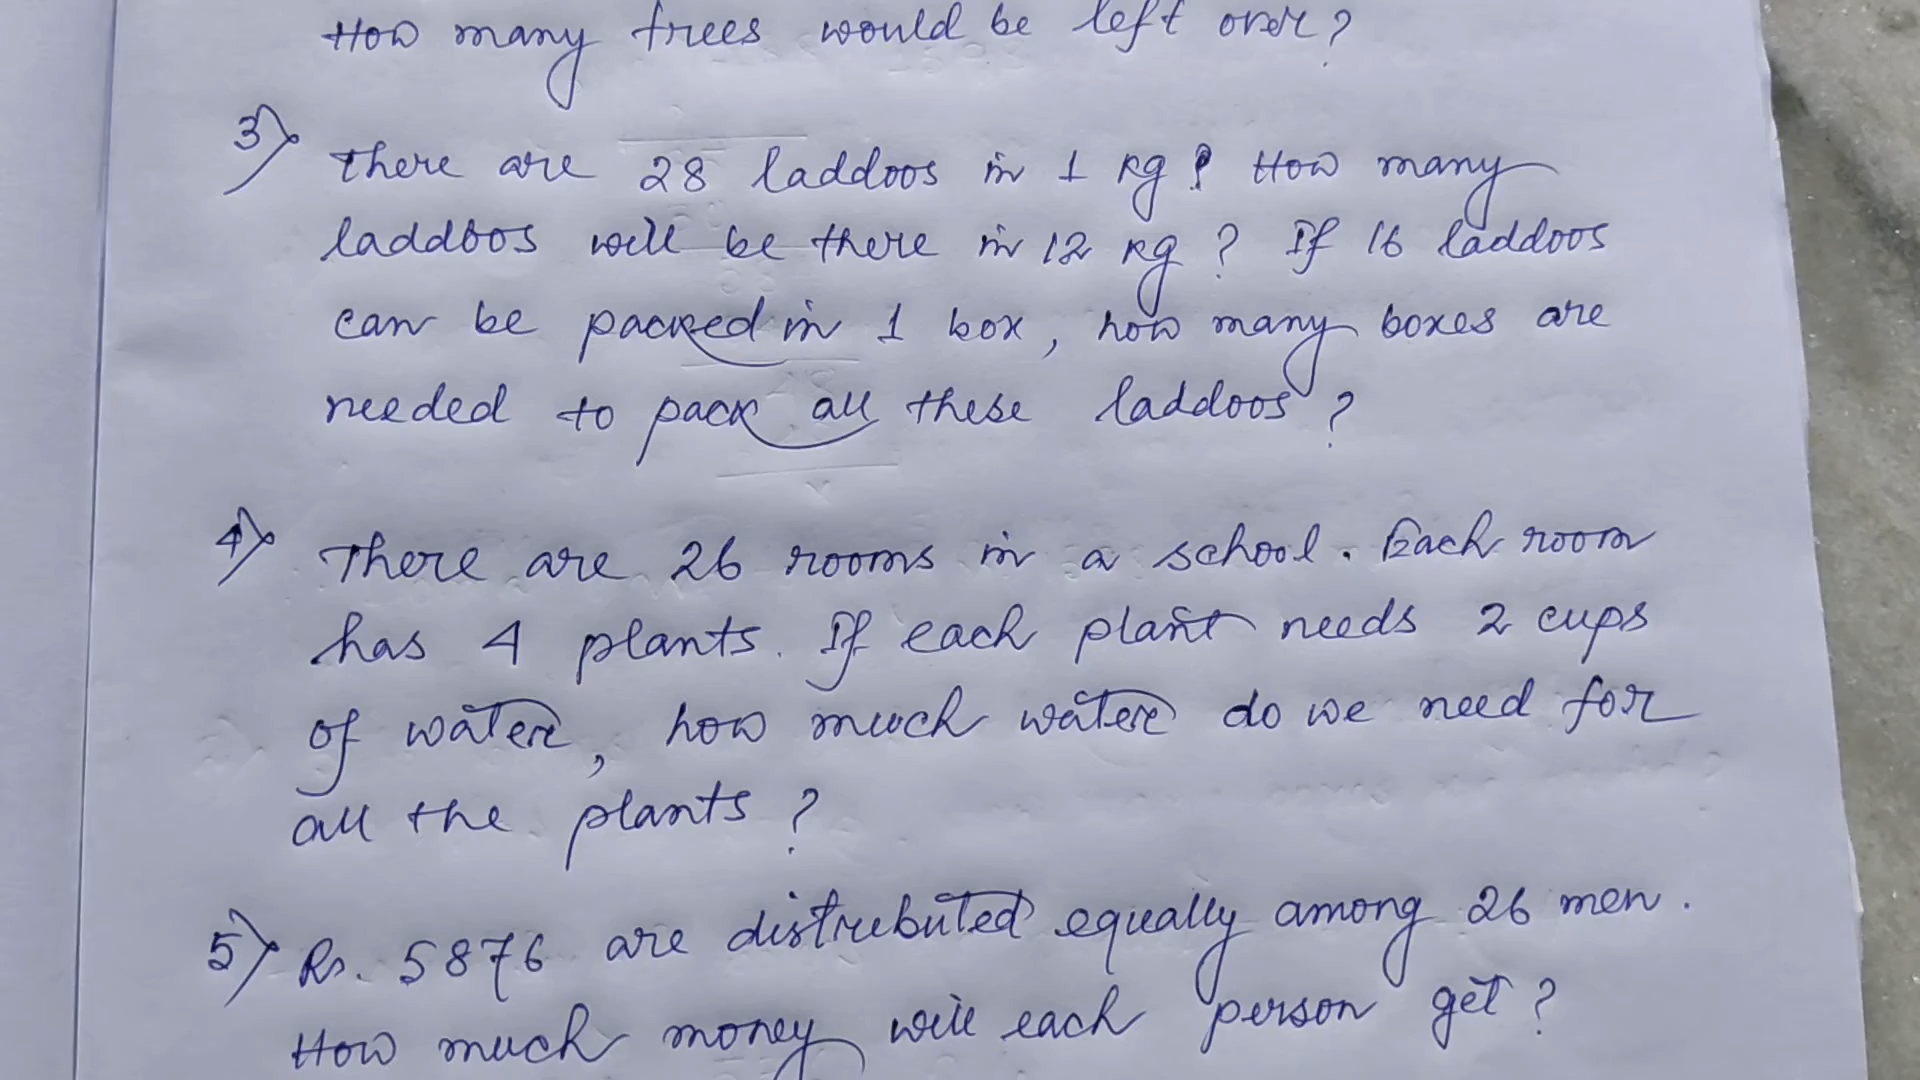 How many trees would be left over?
3) There are 28 laddoos in 1 kg? How many
laddoos will be there in 12 kg? If 16 laddoos
can be packed in 1 box, how many boxes are
needed to pack all these laddoos?
4) There are 26 rooms in a school. Each room
has 4 plants. If each plant needs 2 cups
of water, how much water do we need for
all the plants?
5) Rs. 5876 are distributed equally among 26 men.
How much money will each person get?